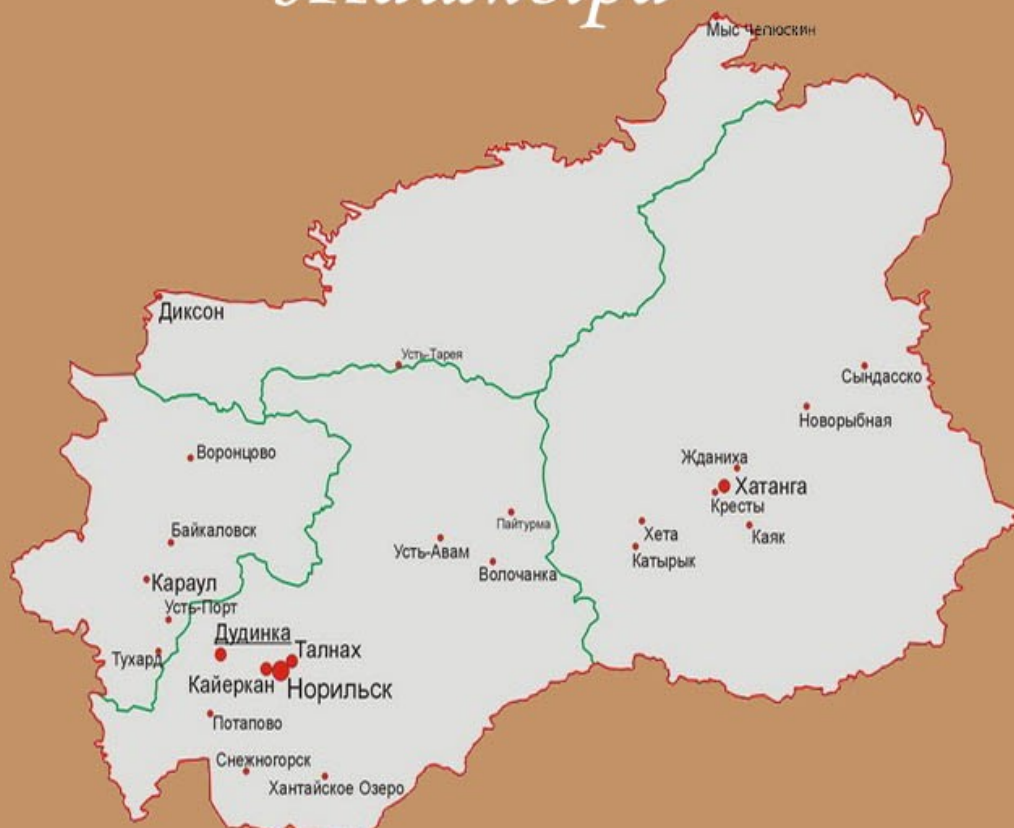 Мыс Челюскин
Диксон
Усть-Тарея
Сындасско
Новорыбная
Воронцово
Жданиха
Хатанга
Кресты
Пайтурма
Байкаловск
Хета
Каяк
Усть-Авам
Катырык
Волочанка
Караул
Усть-Порт
Дудинка
Талнах
Тухард
Кайеркан
Норильск
Потапово
Снежногорск
Хантайское Озеро